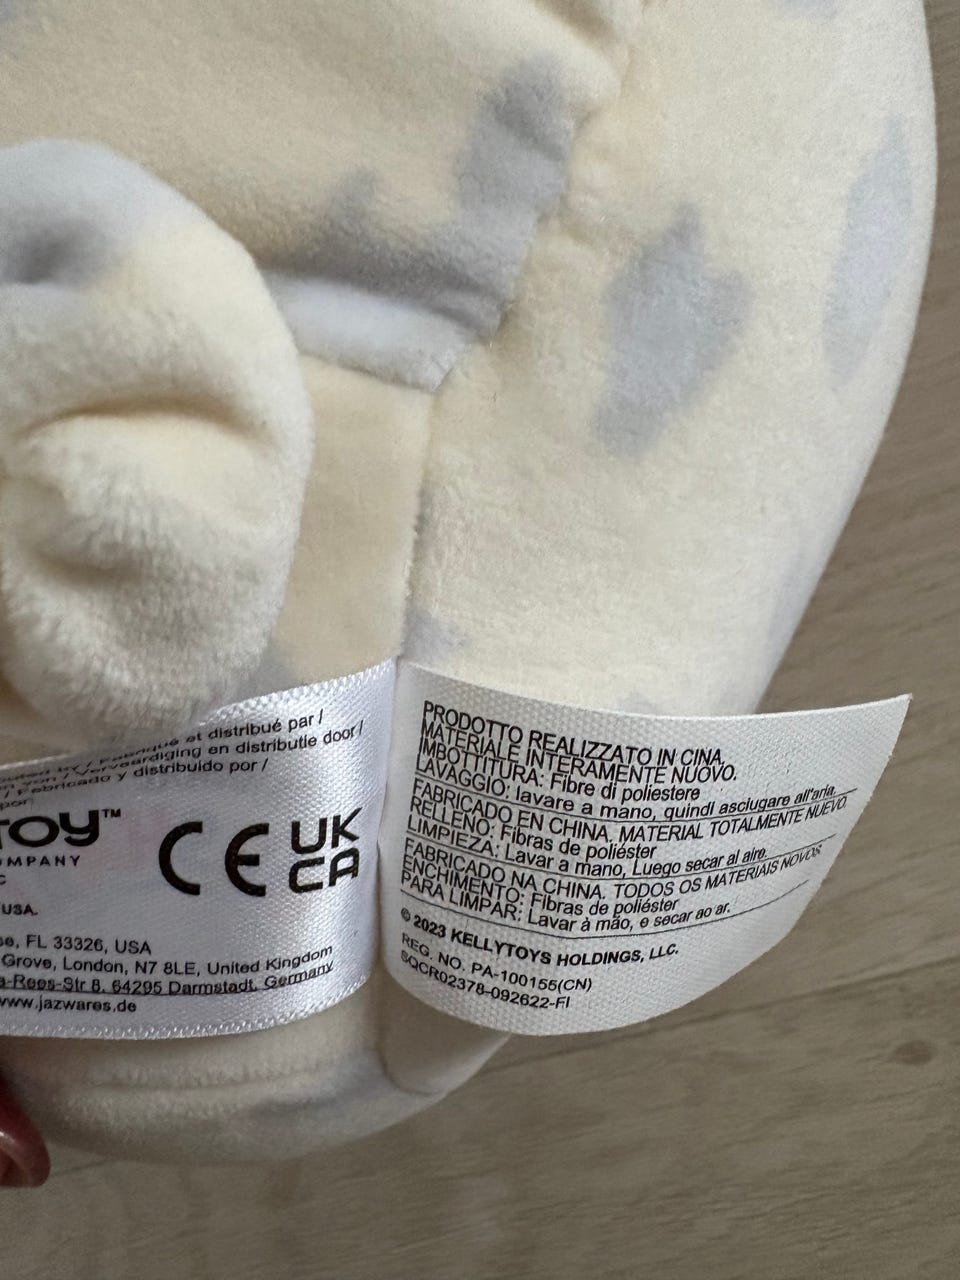 et distribué par /
Vervaardiging en distributie door /
/ Fabricado y distribuido por /
por
TOY™
OMPANY
CE UK CA
USA.
se, FL 33326, USA
Grove, London, N7 8LE, United Kingdom
a-Roos-Str 8, 64295 Darmstadt, Germany
www.jazwares.de
PRODOTTO REALIZZATO IN CINA,
MATERIALE INTERAMENTE NUOVO.
IMBOTTITURA: Fibre di poliestere
LAVAGGIO: lavare a mano, quindi asciugare all'aria.
FABRICADO EN CHINA, MATERIAL TOTALMENTE NUEVO.
RELLENO: Fibras de poliéster
LIMPIEZA: Lavar a mano, Luego secar al aire.
FABRICADO NA CHINA. TODOS OS MATERIAIS NOVOS
ENCHIMENTO: Fibras de poliéster
PARA LIMPAR: Lavar à mão, e secar ao ar.
© 2023 KELLYTOYS HOLDINGS, LLC.
REG. NO. PA-100155(CN)
SQCR02378-092622-FI